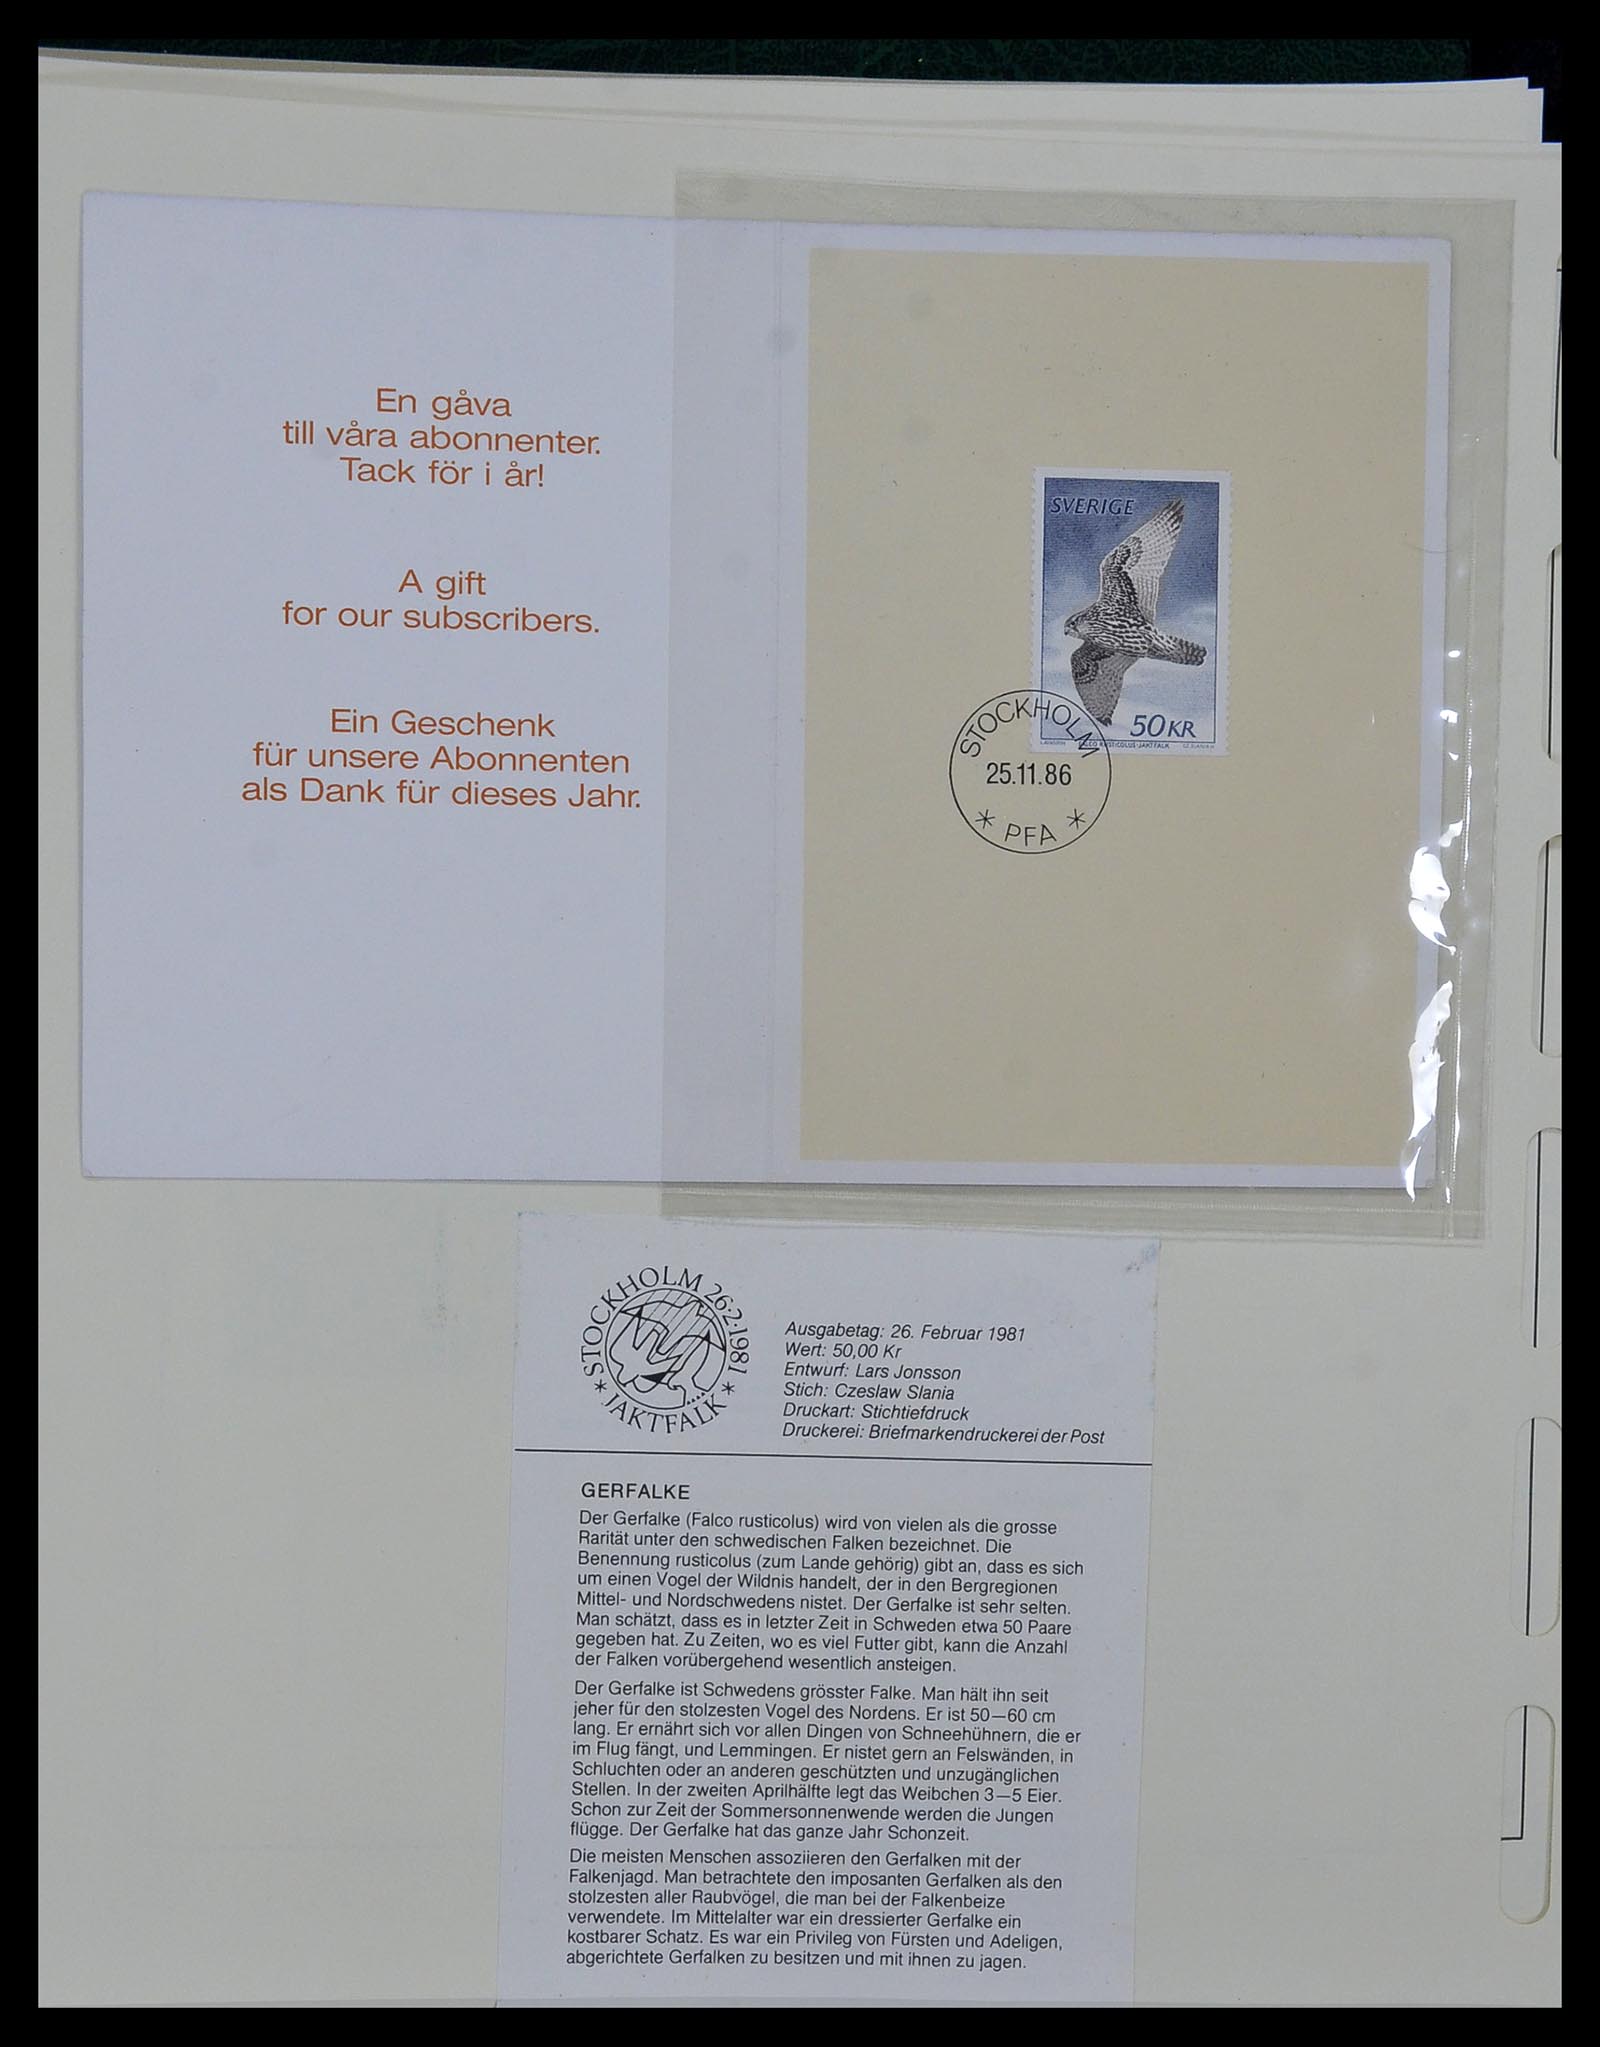 En gåva
till våra abonnenter.
Tack för i år!
A gift
for our subscribers.
Ein Geschenk
für unsere Abonnenten
als Dank für dieses Jahr.
SVERIGE
50 KR
FALCO RUSTICOLUS·JAKTFALK
CZ.SLANIA
STOCKHOLM
25.11.86
* PFA *
STOCKHOLM 26·2·1981
* JAKTFALK *
Ausgabetag: 26. Februar 1981
Wert: 50,00 Kr
Entwurf: Lars Jonsson
Stich: Czeslaw Slania
Druckart: Stichtiefdruck
Druckerei: Briefmarkendruckerei der Post
GERFALKE
Der Gerfalke (Falco rusticolus) wird von vielen als die grosse
Rarität unter den schwedischen Falken bezeichnet. Die
Benennung rusticolus (zum Lande gehörig) gibt an, dass es sich
um einen Vogel der Wildnis handelt, der in den Bergregionen
Mittel- und Nordschwedens nistet. Der Gerfalke ist sehr selten.
Man schätzt, dass es in letzter Zeit in Schweden etwa 50 Paare
gegeben hat. Zu Zeiten, wo es viel Futter gibt, kann die Anzahl
der Falken vorübergehend wesentlich ansteigen.
Der Gerfalke ist Schwedens grösster Falke. Man hält ihn seit
jeher für den stolzesten Vogel des Nordens. Er ist 50—60 cm
lang. Er ernährt sich vor allen Dingen von Schneehühnern, die er
im Flug fängt, und Lemmingen. Er nistet gern an Felswänden, in
Schluchten oder an anderen geschützten und unzugänglichen
Stellen. In der zweiten Aprilhälfte legt das Weibchen 3—5 Eier.
Schon zur Zeit der Sommersonnenwende werden die Jungen
flügge. Der Gerfalke hat das ganze Jahr Schonzeit.
Die meisten Menschen assoziieren den Gerfalken mit der
Falkenjagd. Man betrachtete den imposanten Gerfalken als den
stolzesten aller Raubvögel, die man bei der Falkenbeize
verwendete. Im Mittelalter war ein dressierter Gerfalke ein
kostbarer Schatz. Es war ein Privileg von Fürsten und Adeligen,
abgerichtete Gerfalken zu besitzen und mit ihnen zu jagen.